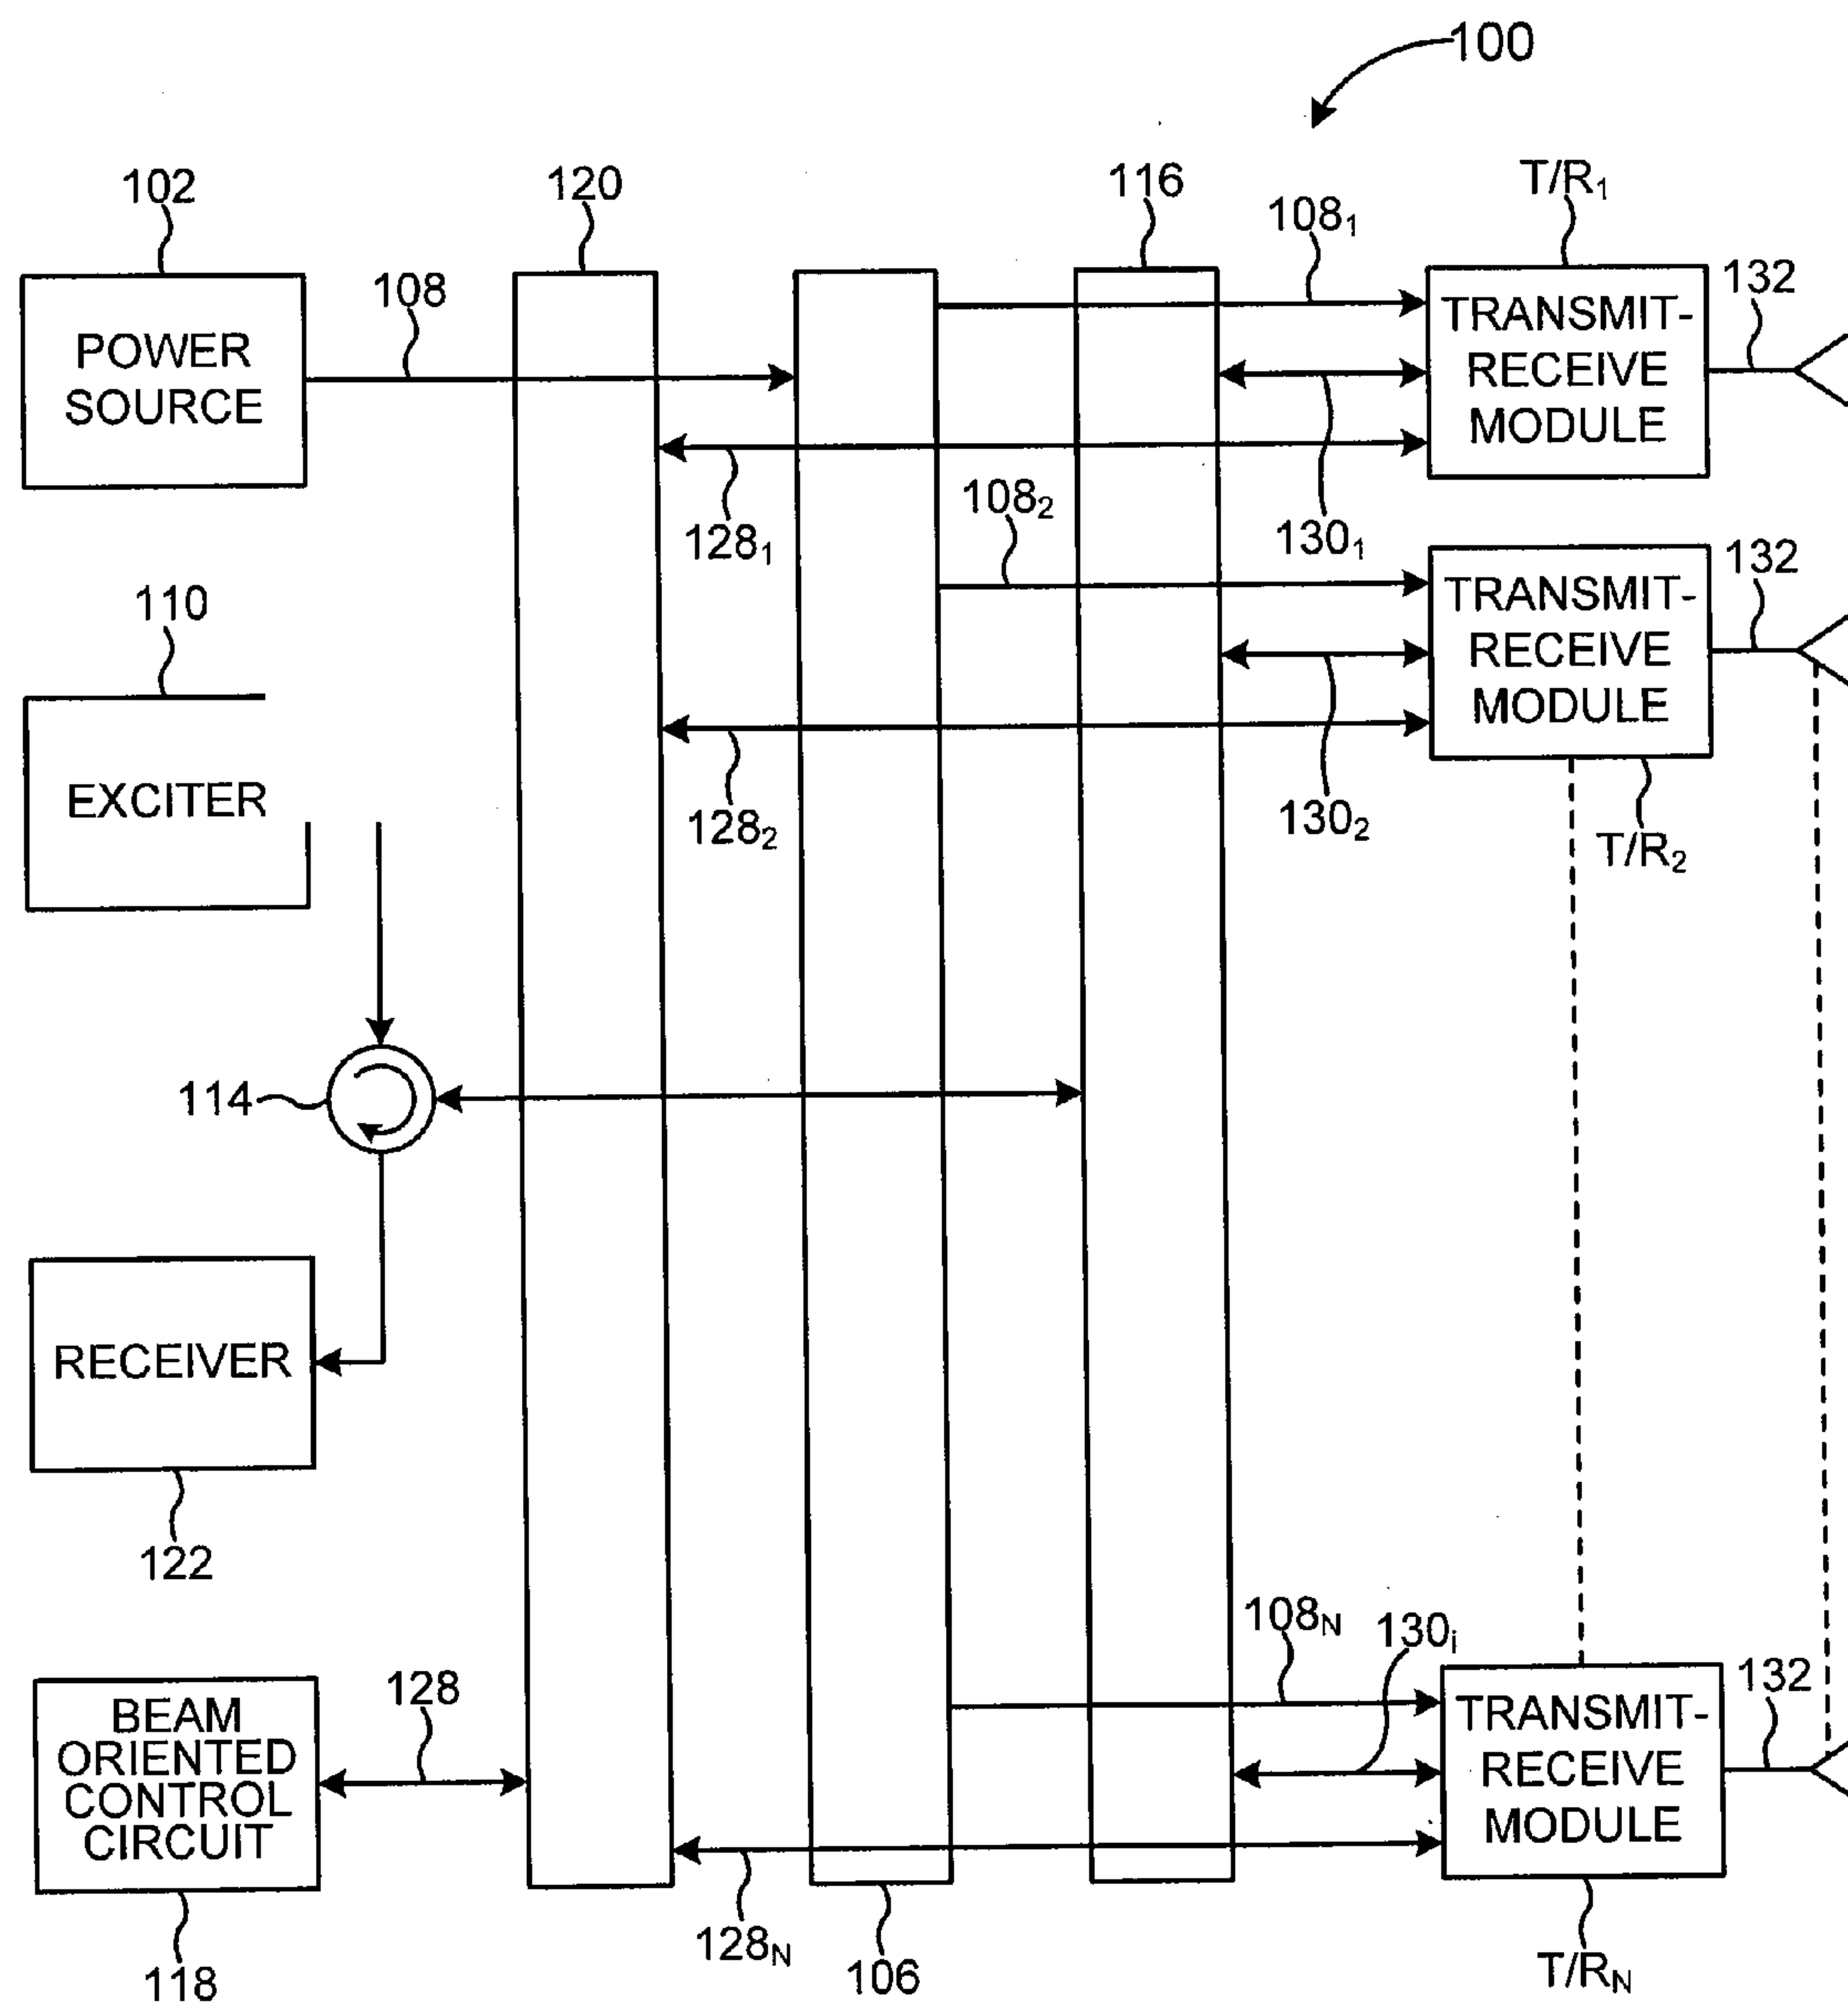 100
102
120
116
T/R1
108
108₁
132
POWER
SOURCE
TRANSMIT-
RECEIVE
MODULE
128₁
108₂
130₁
132
110
TRANSMIT-
RECEIVE
MODULE
EXCITER
128₂
130₂
T/R₂
114
RECEIVER
122
108N
130i
132
128
BEAM
ORIENTED
CONTROL
CIRCUIT
TRANSMIT-
RECEIVE
MODULE
128N
106
118
T/RN